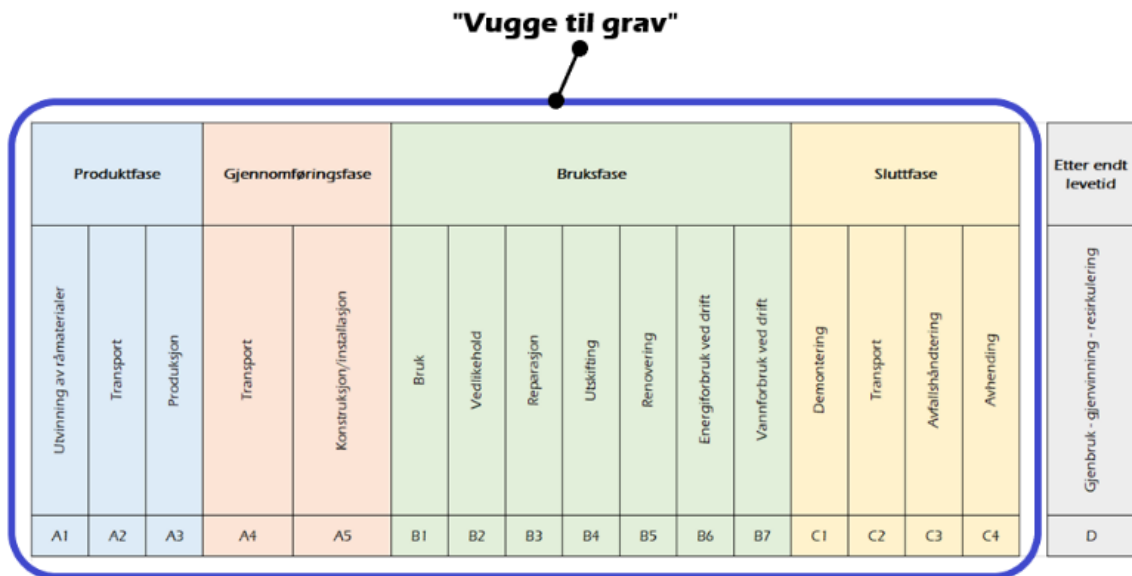 "Vugge til grav"
Produktfase
Gjennomføringsfase
Bruksfase
Sluttfase
Etter endt
levetid
Utvinning av råmaterialer
Transport
Produksjon
Transport
Konstruksjon/installasjon
Bruk
Vedlikehold
Reparasjon
Utskifting
Renovering
Energiforbruk ved drift
Vannforbruk ved drift
Demontering
Transport
Avfallshåndtering
Avhending
Gjenbruk - gjenvinning - resirkulering
A1
A2
A3
A4
A5
B1
B2
B3
B4
B5
B6
B7
C1
C2
C3
C4
D